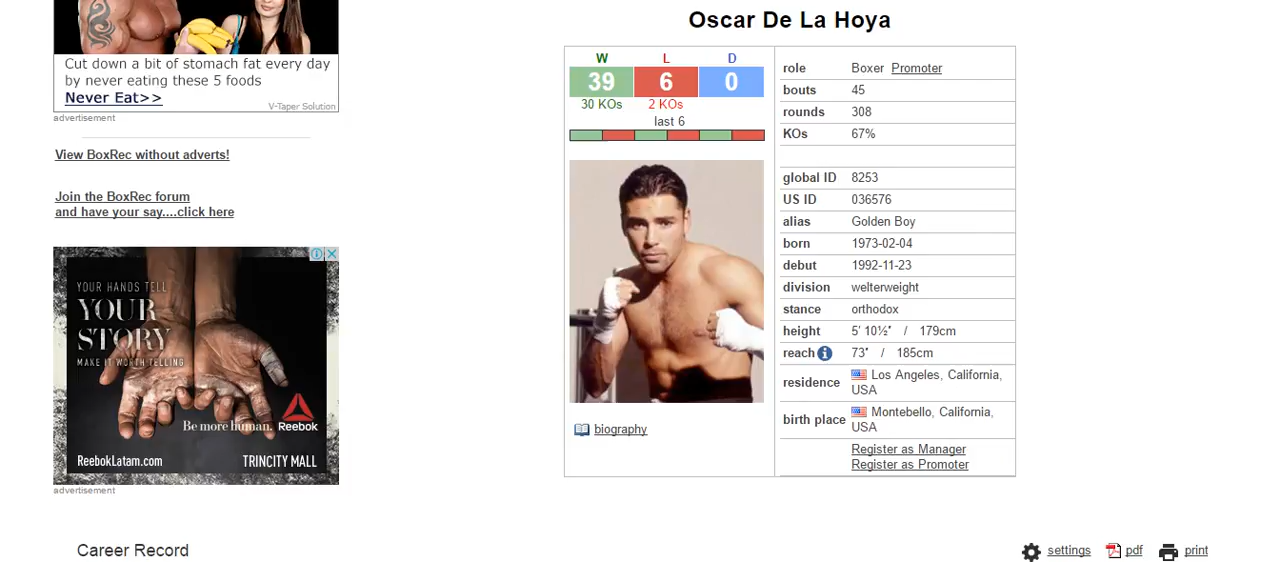 Cut down a bit of stomach fat every day
by never eating these 5 foods
Never Eat>>
V-Taper Solution
advertisement
View BoxRec without adverts!
Join the BoxRec forum
and have your say....click here
YOUR HANDS TELL
YOUR
STORY
MAKE IT WORTH TELLING
Be more human. Reebok
ReebokLatam.com TRINCITY MALL
advertisement
Oscar De La Hoya
W L D
39 6 0
30 KOs 2 KOs
last 6
biography
role Boxer Promoter
bouts 45
rounds 308
KOs 67%
global ID 8253
US ID 036576
alias Golden Boy
born 1973-02-04
debut 1992-11-23
division welterweight
stance orthodox
height 5′ 10½″ / 179cm
reach 73″ / 185cm
residence Los Angeles, California,
USA
birth place Montebello, California,
USA
Register as Manager
Register as Promoter
Career Record
settings pdf print